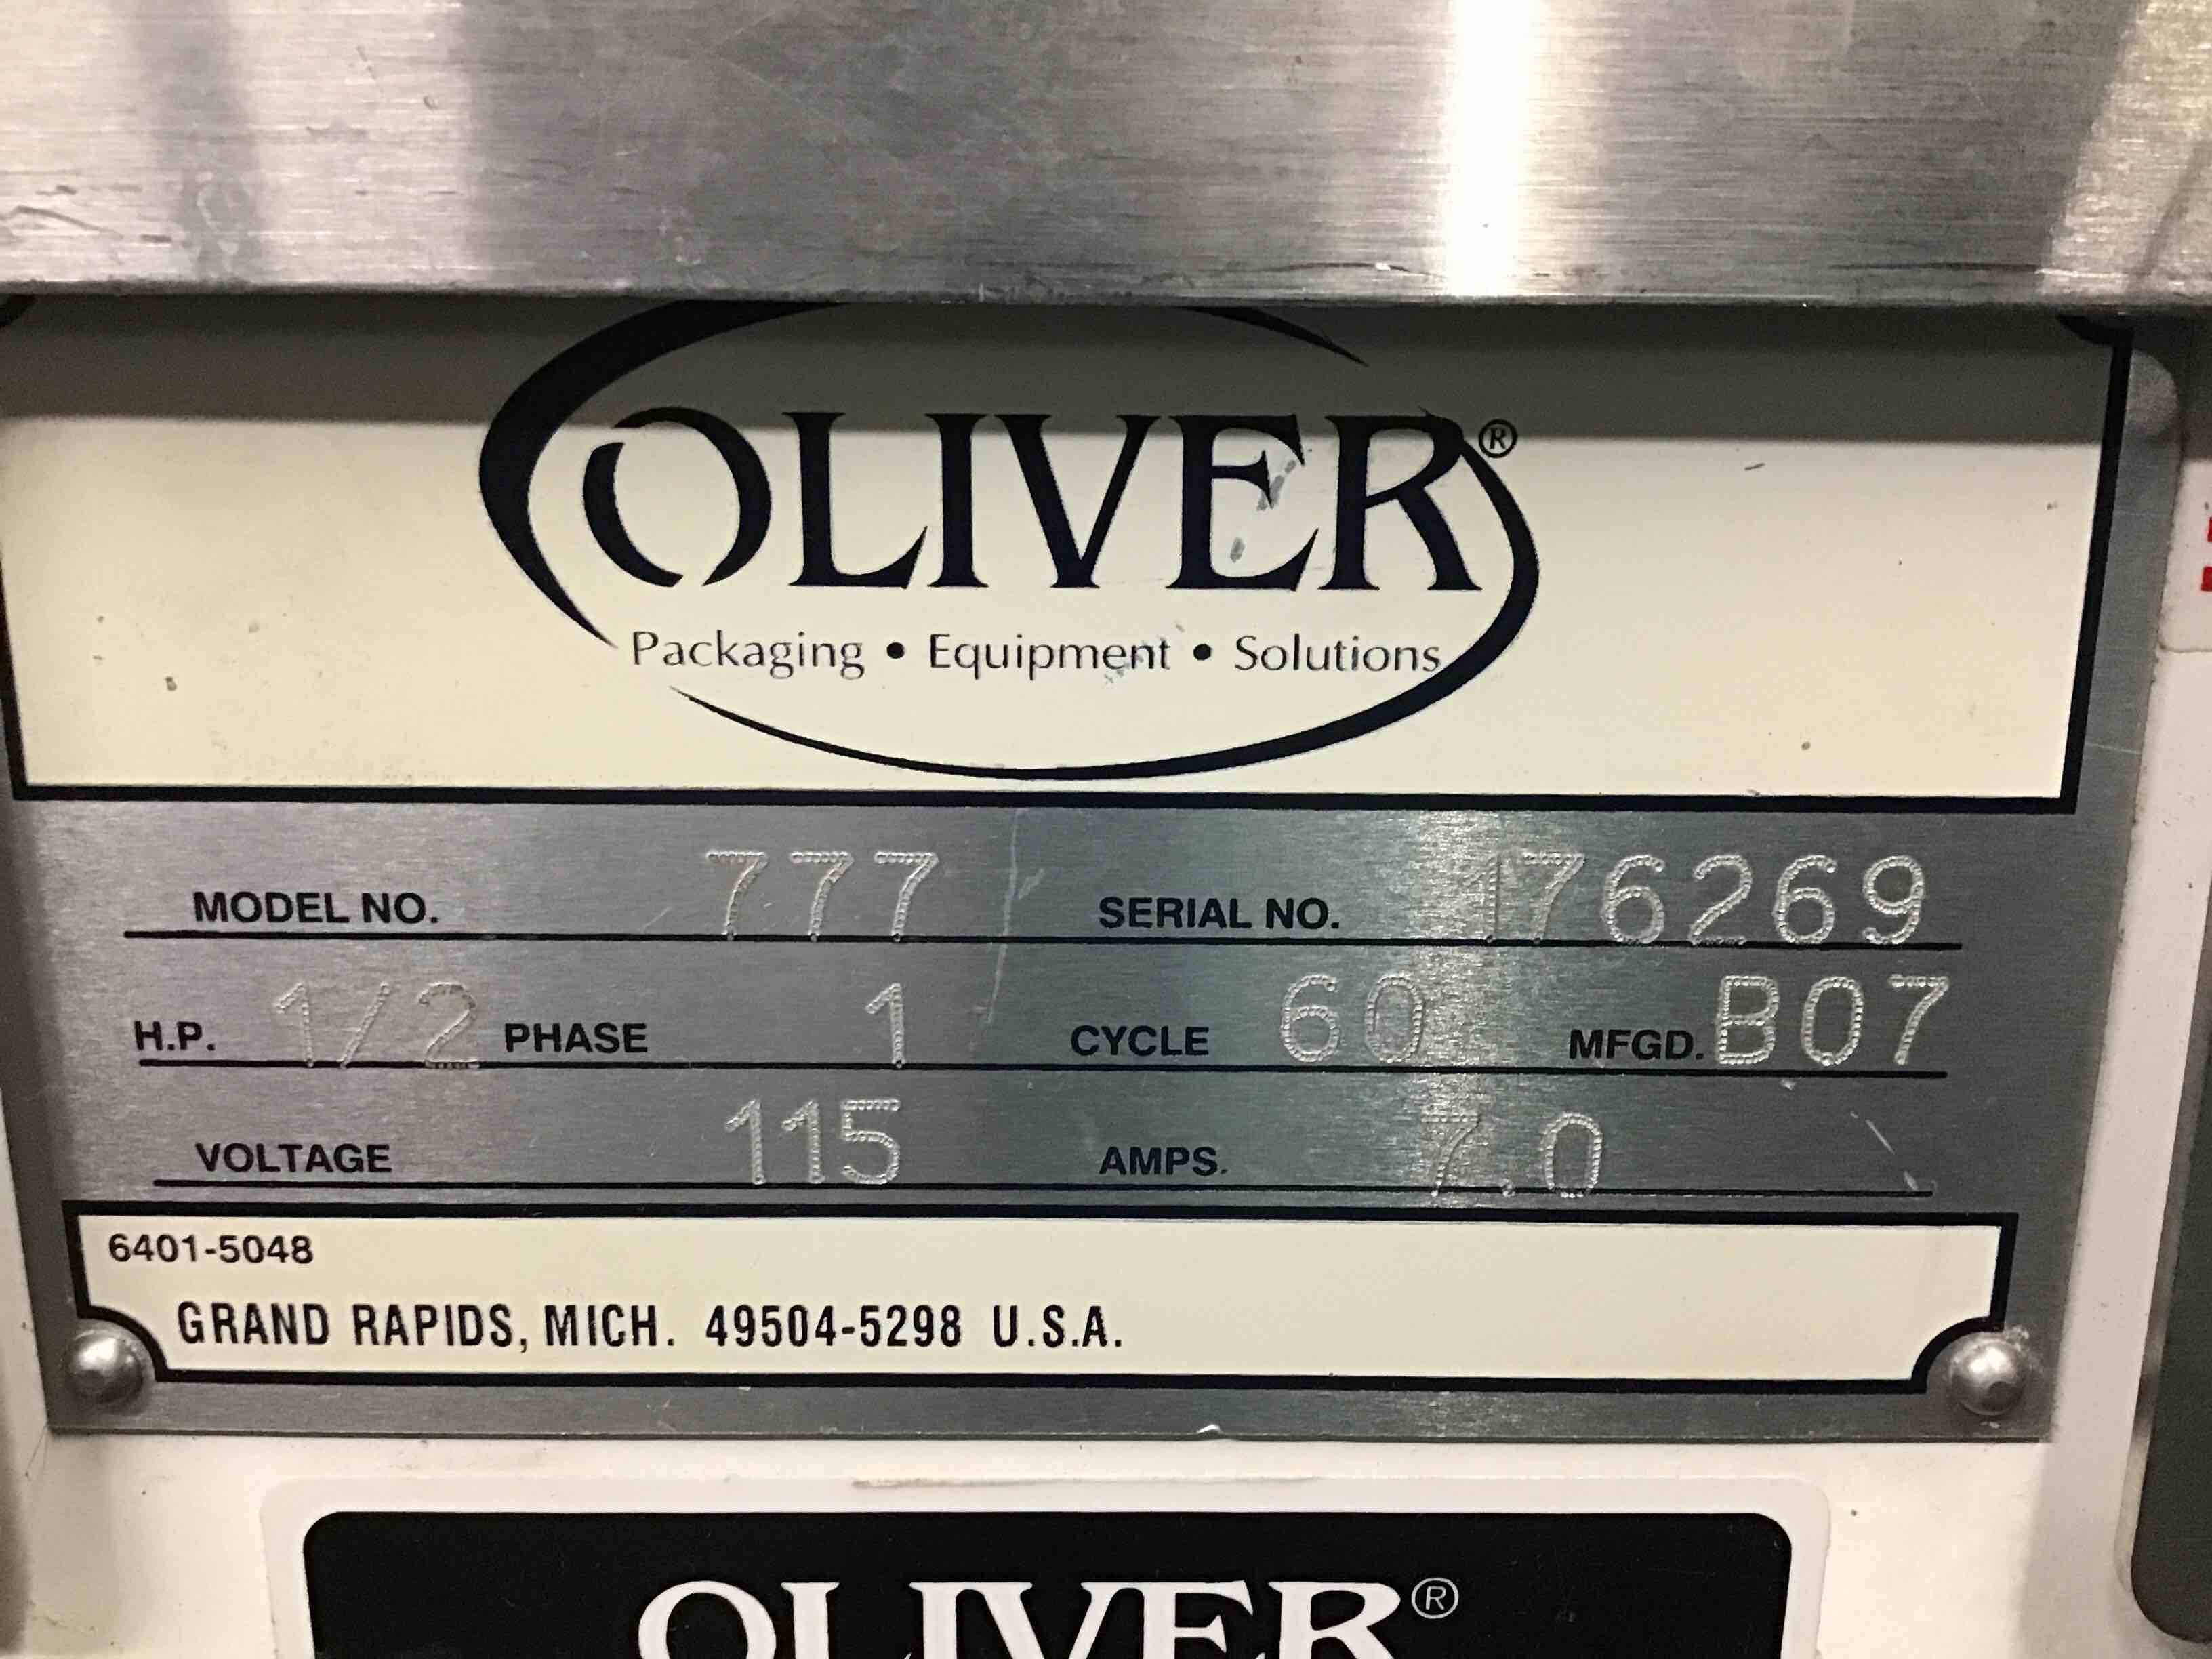 OLIVER®
Packaging • Equipment • Solutions
MODEL NO. 777 SERIAL NO. 176269
H.P. 1/2 PHASE 1 CYCLE 60 MFGD. B07
VOLTAGE 115 AMPS. 7.0
6401-5048
GRAND RAPIDS, MICH. 49504-5298 U.S.A.
OLIVER®